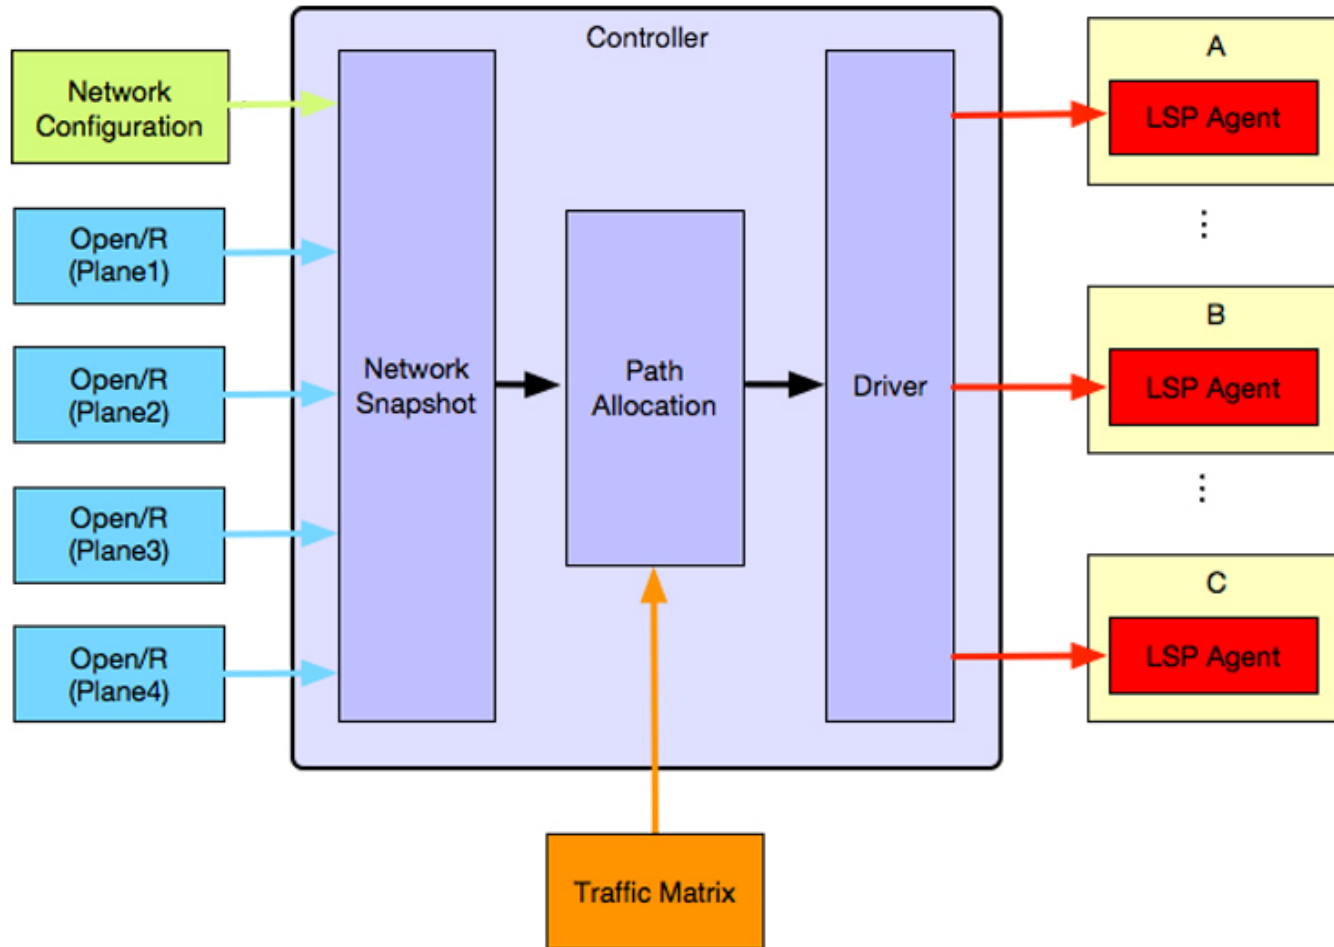 Controller
Network
Configuration
Open/R
(Plane1)
Open/R
(Plane2)
Open/R
(Plane3)
Open/R
(Plane4)
Network
Snapshot
Path
Allocation
Driver
A
LSP Agent
⋮
B
LSP Agent
⋮
C
LSP Agent
Traffic Matrix